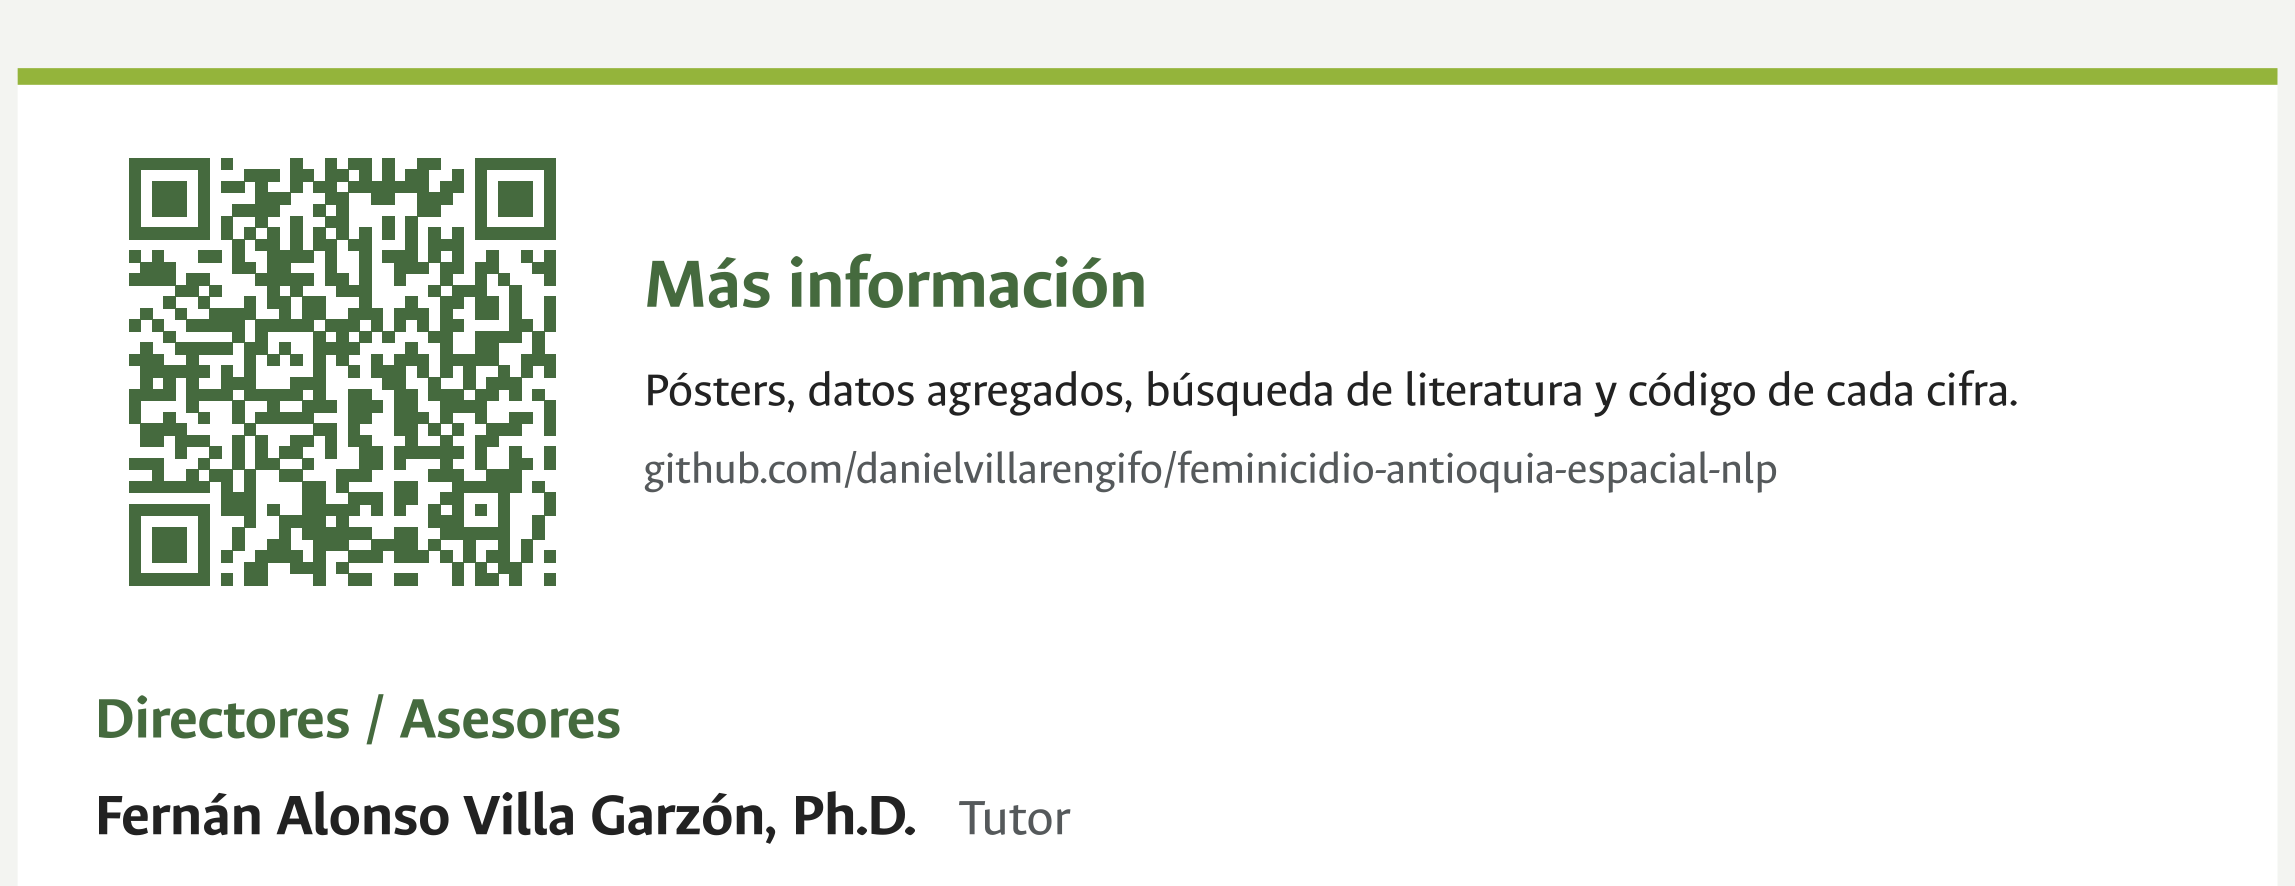 Más información
Pósters, datos agregados, búsqueda de literatura y código de cada cifra.
github.com/danielvillarengifo/feminicidio-antioquia-espacial-nlp
Directores / Asesores
Fernán Alonso Villa Garzón, Ph.D. Tutor